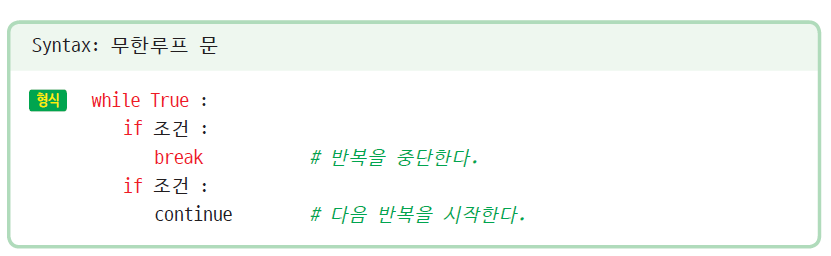 Syntax: 무한루프 문
형식 while True :
if 조건 :
break # 반복을 중단한다.
if 조건 :
continue # 다음 반복을 시작한다.